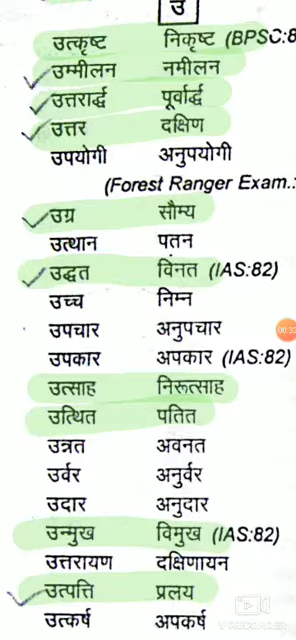 उ
उत्कृष्ट निकृष्ट (BPSC:8
उम्मीलन नमीलन
उत्तरार्द्ध पूर्वार्द्ध
उत्तर दक्षिण
उपयोगी अनुपयोगी
(Forest Ranger Exam.:
उग्र सौम्य
उत्थान पतन
उद्धत विनत (IAS:82)
उच्च निम्न
उपचार अनुपचार
उपकार अपकार (IAS:82)
उत्साह निरूत्साह
उत्थित पतित
उन्नत अवनत
उर्वर अनुर्वर
उदार अनुदार
उन्मुख विमुख (IAS:82)
उत्तरायण दक्षिणायन
उत्पत्ति प्रलय
उत्कर्ष अपकर्ष